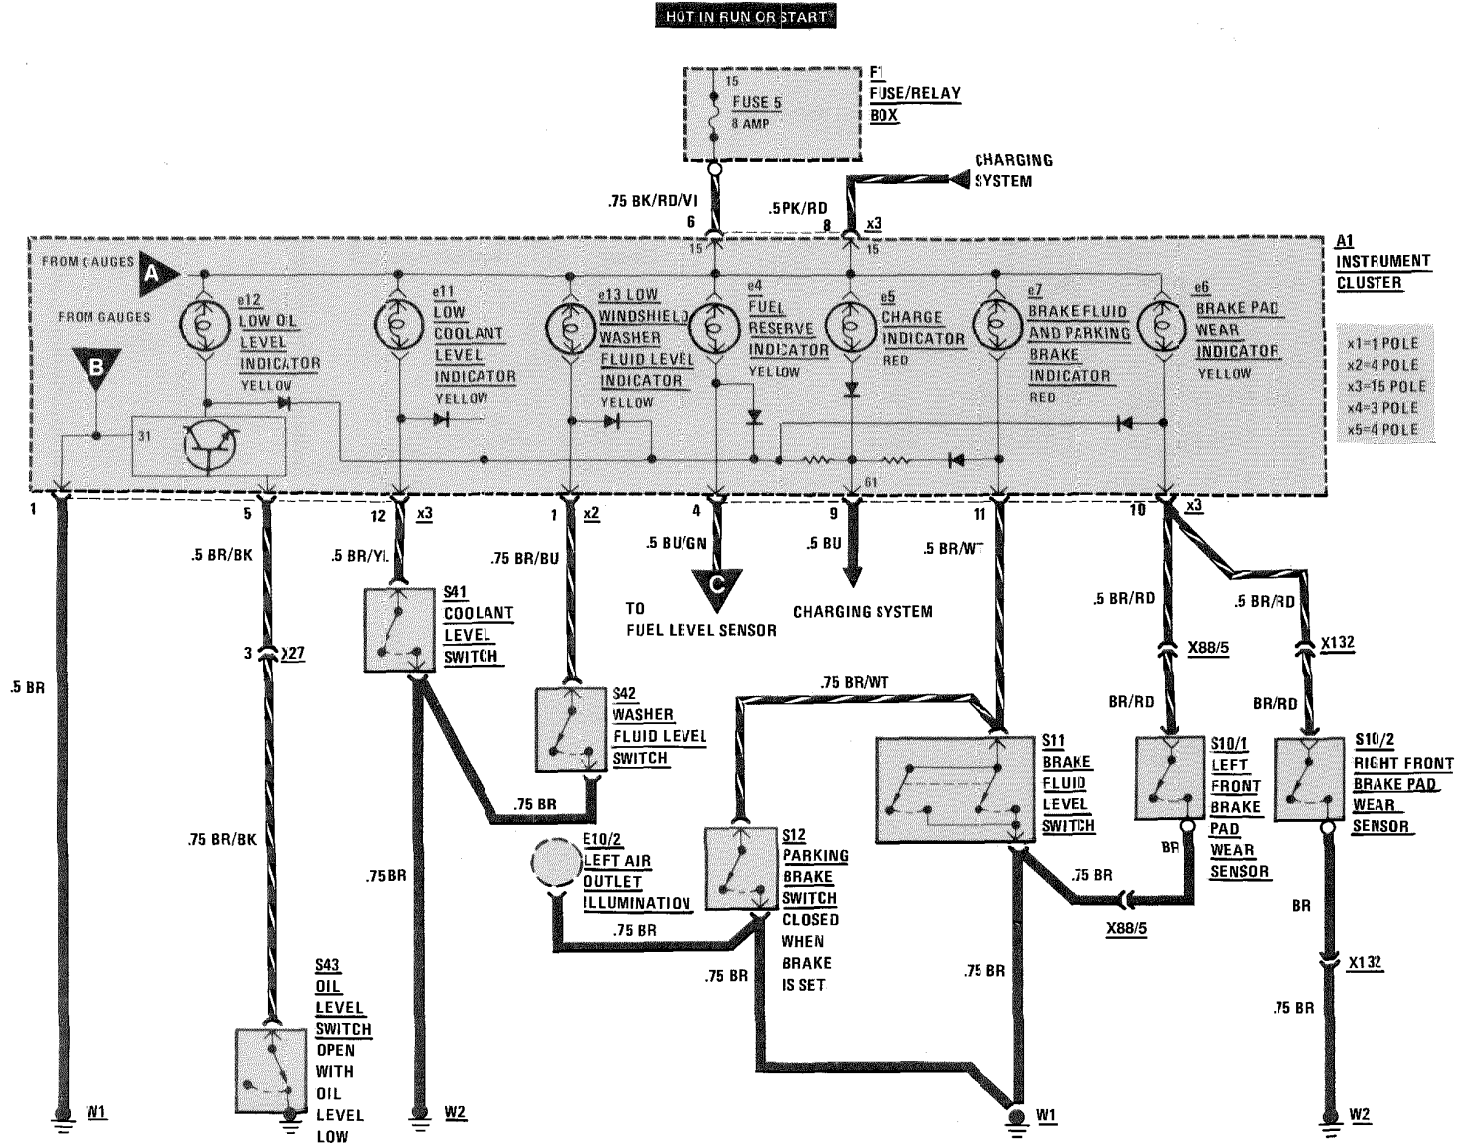 HOT IN RUN OR START
15
FUSE 5
8 AMP
F1
FUSE/RELAY
BOX
CHARGING
SYSTEM
.75 BK/RD/VI
.5PK/RD
6
8
x3
15
15
A1
INSTRUMENT
CLUSTER
FROM GAUGES
A
FROM GAUGES
B
e12
LOW OIL
LEVEL
INDICATOR
YELLOW
e11
LOW
COOLANT
LEVEL
INDICATOR
YELLOW
e13 LOW
WINDSHIELD
WASHER
FLUID LEVEL
INDICATOR
YELLOW
e4
FUEL
RESERVE
INDICATOR
YELLOW
e5
CHARGE
INDICATOR
RED
e7
BRAKE FLUID
AND PARKING
BRAKE
INDICATOR
RED
e6
BRAKE PAD
WEAR
INDICATOR
YELLOW
x1=1 POLE
x2=4 POLE
x3=15 POLE
x4=3 POLE
x5=4 POLE
31
61
1
5
12
x3
1
x2
4
9
11
10
x3
.5 BR/BK
.5 BR/YL
.75 BR/BU
.5 BU/GN
.5 BU
.5 BR/WT
.5 BR/RD
.5 BR/RD
C
TO
FUEL LEVEL SENSOR
CHARGING SYSTEM
S41
COOLANT
LEVEL
SWITCH
3
X27
.5 BR
X88/5
X132
.75 BR/WT
BR/RD
BR/RD
S42
WASHER
FLUID LEVEL
SWITCH
S11
BRAKE
FLUID
LEVEL
SWITCH
S10/1
LEFT
FRONT
BRAKE
PAD
WEAR
SENSOR
S10/2
RIGHT FRONT
BRAKE PAD
WEAR
SENSOR
.75 BR
.75 BR/BK
E10/2
LEFT AIR
OUTLET
ILLUMINATION
S12
PARKING
BRAKE
SWITCH
CLOSED
WHEN
BRAKE
IS SET
BR
.75 BR
.75 BR
X88/5
BR
.75 BR
.75 BR
.75 BR
X132
.75 BR
S43
OIL
LEVEL
SWITCH
OPEN
WITH
OIL
LEVEL
LOW
W1
W2
W1
W2